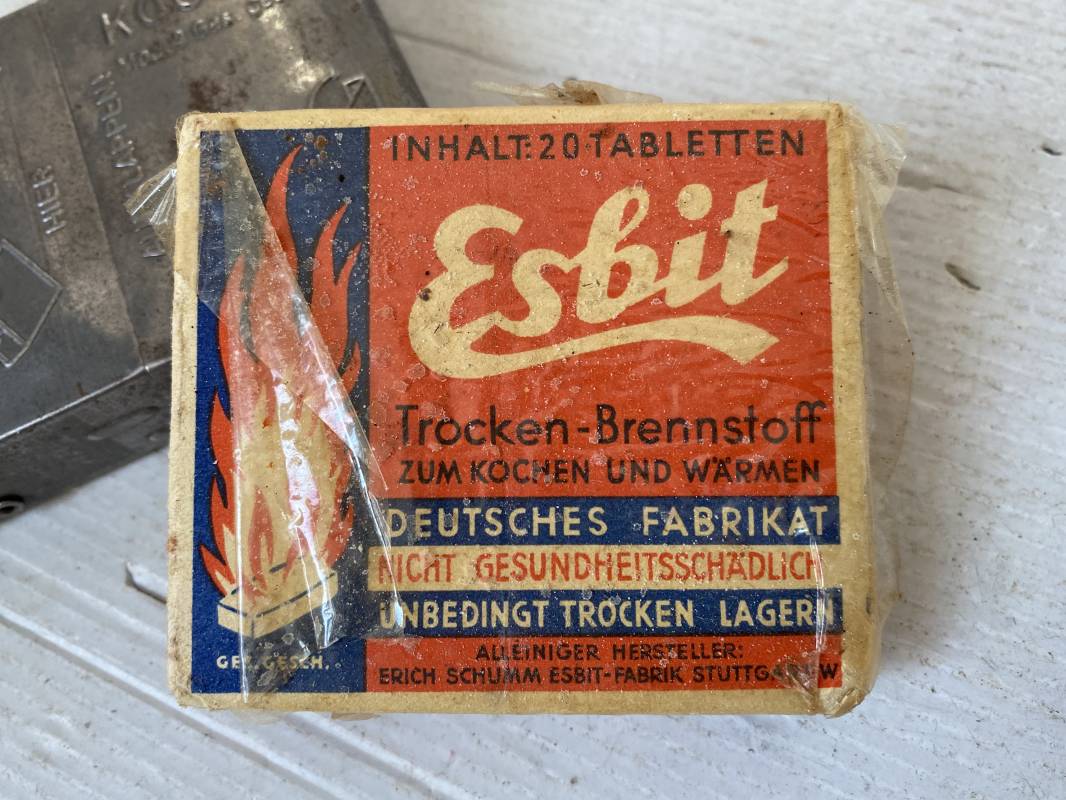 HIER
INHALT: 20 TABLETTEN
Esbit
Trocken-Brennstoff
ZUM KOCHEN UND WÄRMEN
DEUTSCHES FABRIKAT
NICHT GESUNDHEITSSCHÄDLICH
UNBEDINGT TROCKEN LAGERN
GES. GESCH.
ALLEINIGER HERSTELLER:
ERICH SCHUMM ESBIT-FABRIK STUTTGART-W